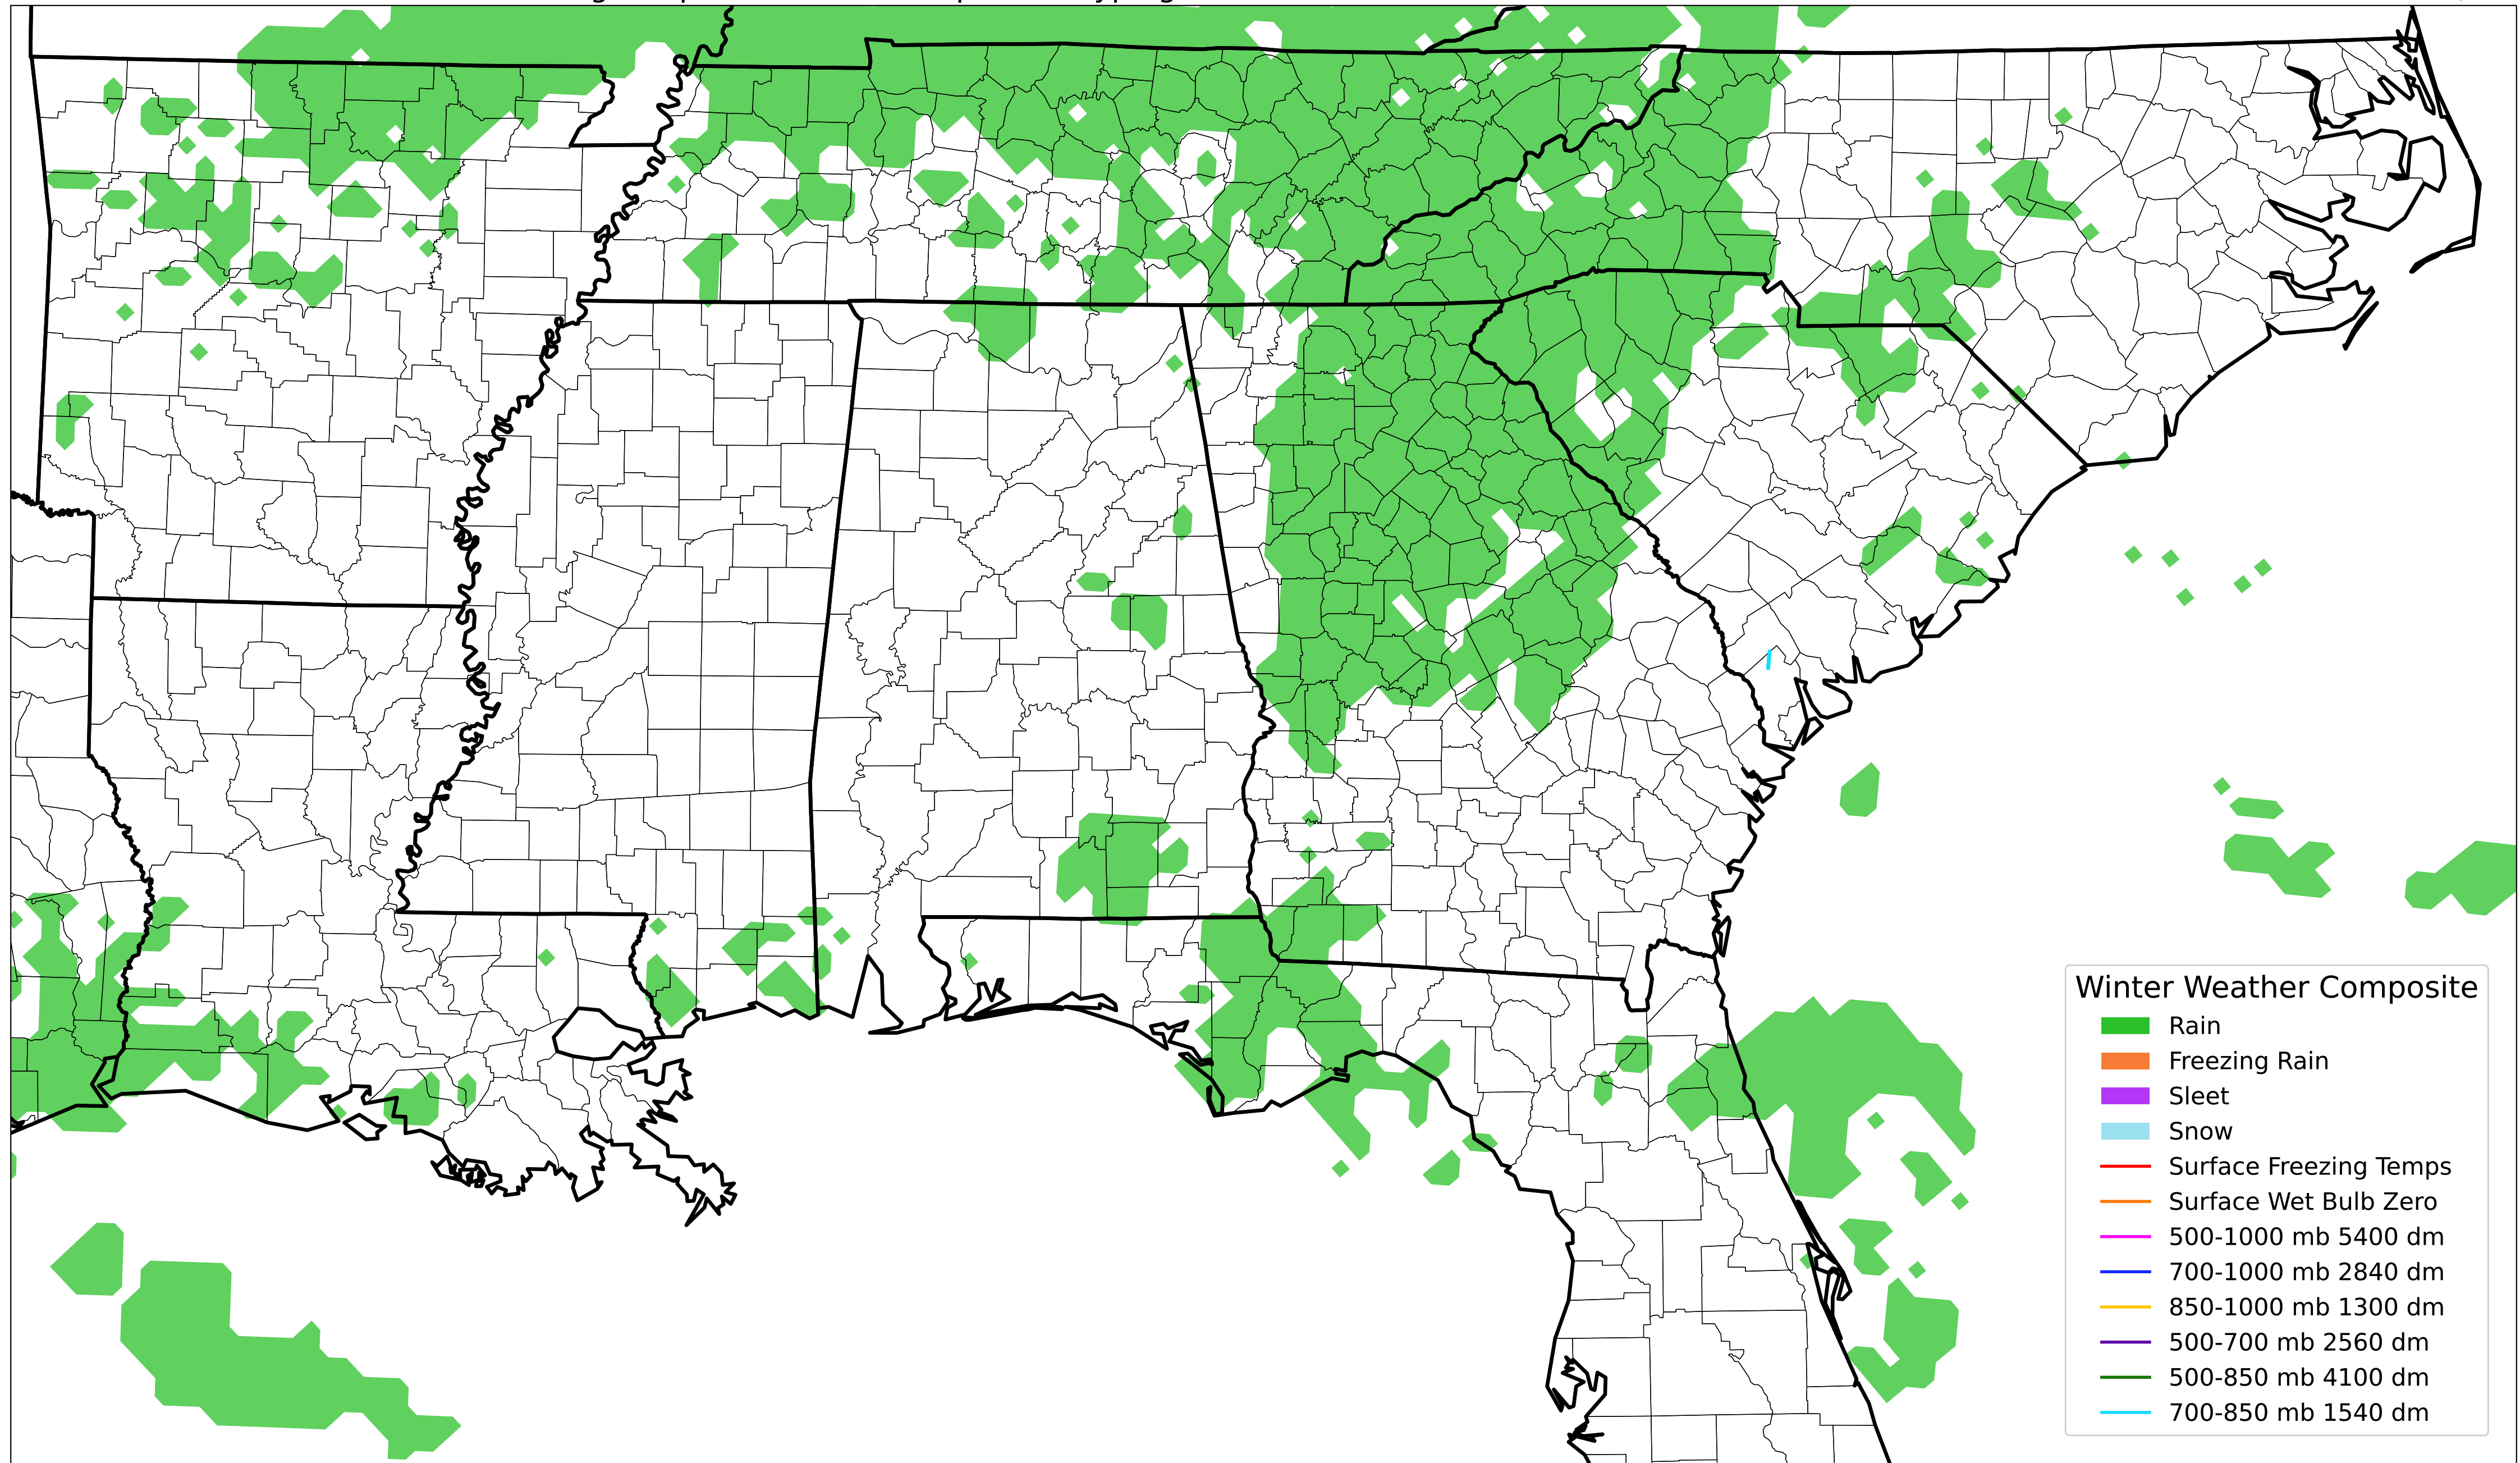 Winter Weather Composite
Rain
Freezing Rain
Sleet
Snow
Surface Freezing Temps
Surface Wet Bulb Zero
500-1000 mb 5400 dm
700-1000 mb 2840 dm
850-1000 mb 1300 dm
500-700 mb 2560 dm
500-850 mb 4100 dm
700-850 mb 1540 dm